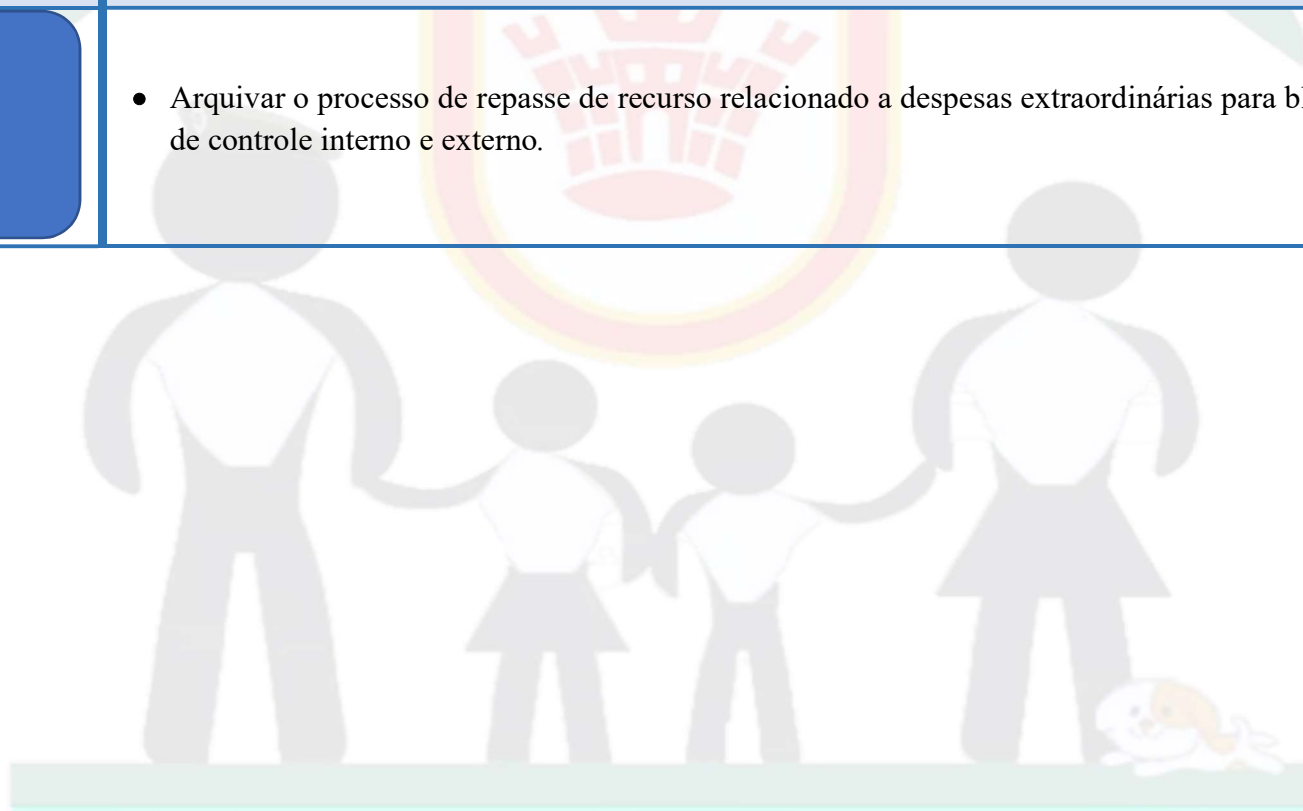 • Arquivar o processo de repasse de recurso relacionado a despesas extraordinárias para
de controle interno e externo.